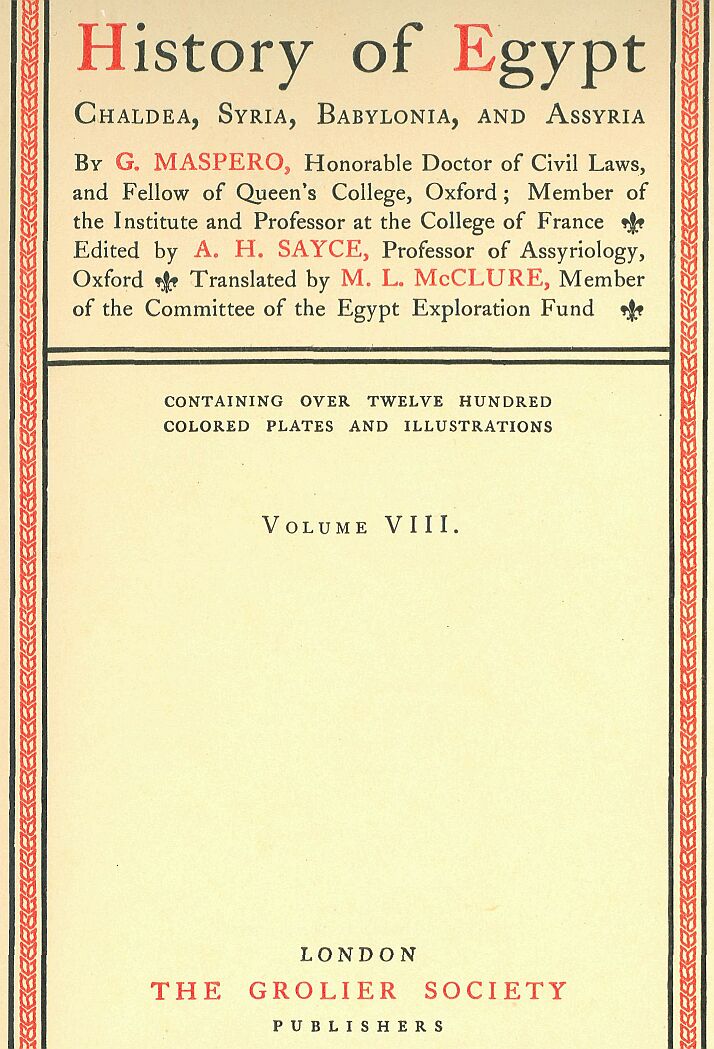 History of Egypt
CHALDEA, SYRIA, BABYLONIA, AND ASSYRIA
By G. MASPERO, Honorable Doctor of Civil Laws,
and Fellow of Queen's College, Oxford; Member of
the Institute and Professor at the College of France
Edited by A. H. SAYCE, Professor of Assyriology,
Oxford Translated by M. L. McCLURE, Member
of the Committee of the Egypt Exploration Fund
CONTAINING OVER TWELVE HUNDRED
COLORED PLATES AND ILLUSTRATIONS
VOLUME VIII.
LONDON
THE GROLIER SOCIETY
PUBLISHERS